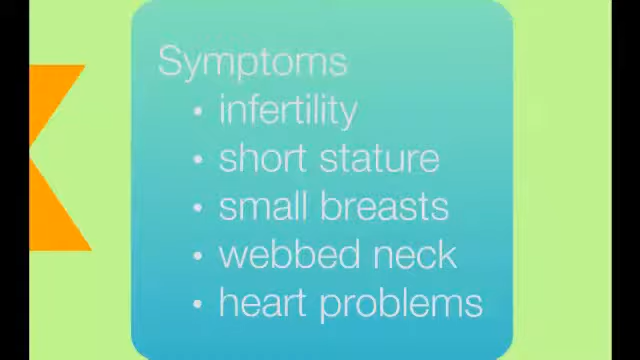 Symptoms
• infertility
• short stature
• small breasts
• webbed neck
• heart problems